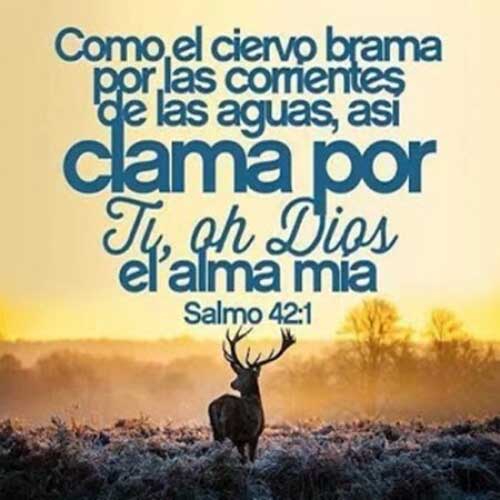 Como el ciervo brama
por las corrientes
de las aguas, así
clama por
Ti, oh Dios
el alma mía
Salmo 42:1